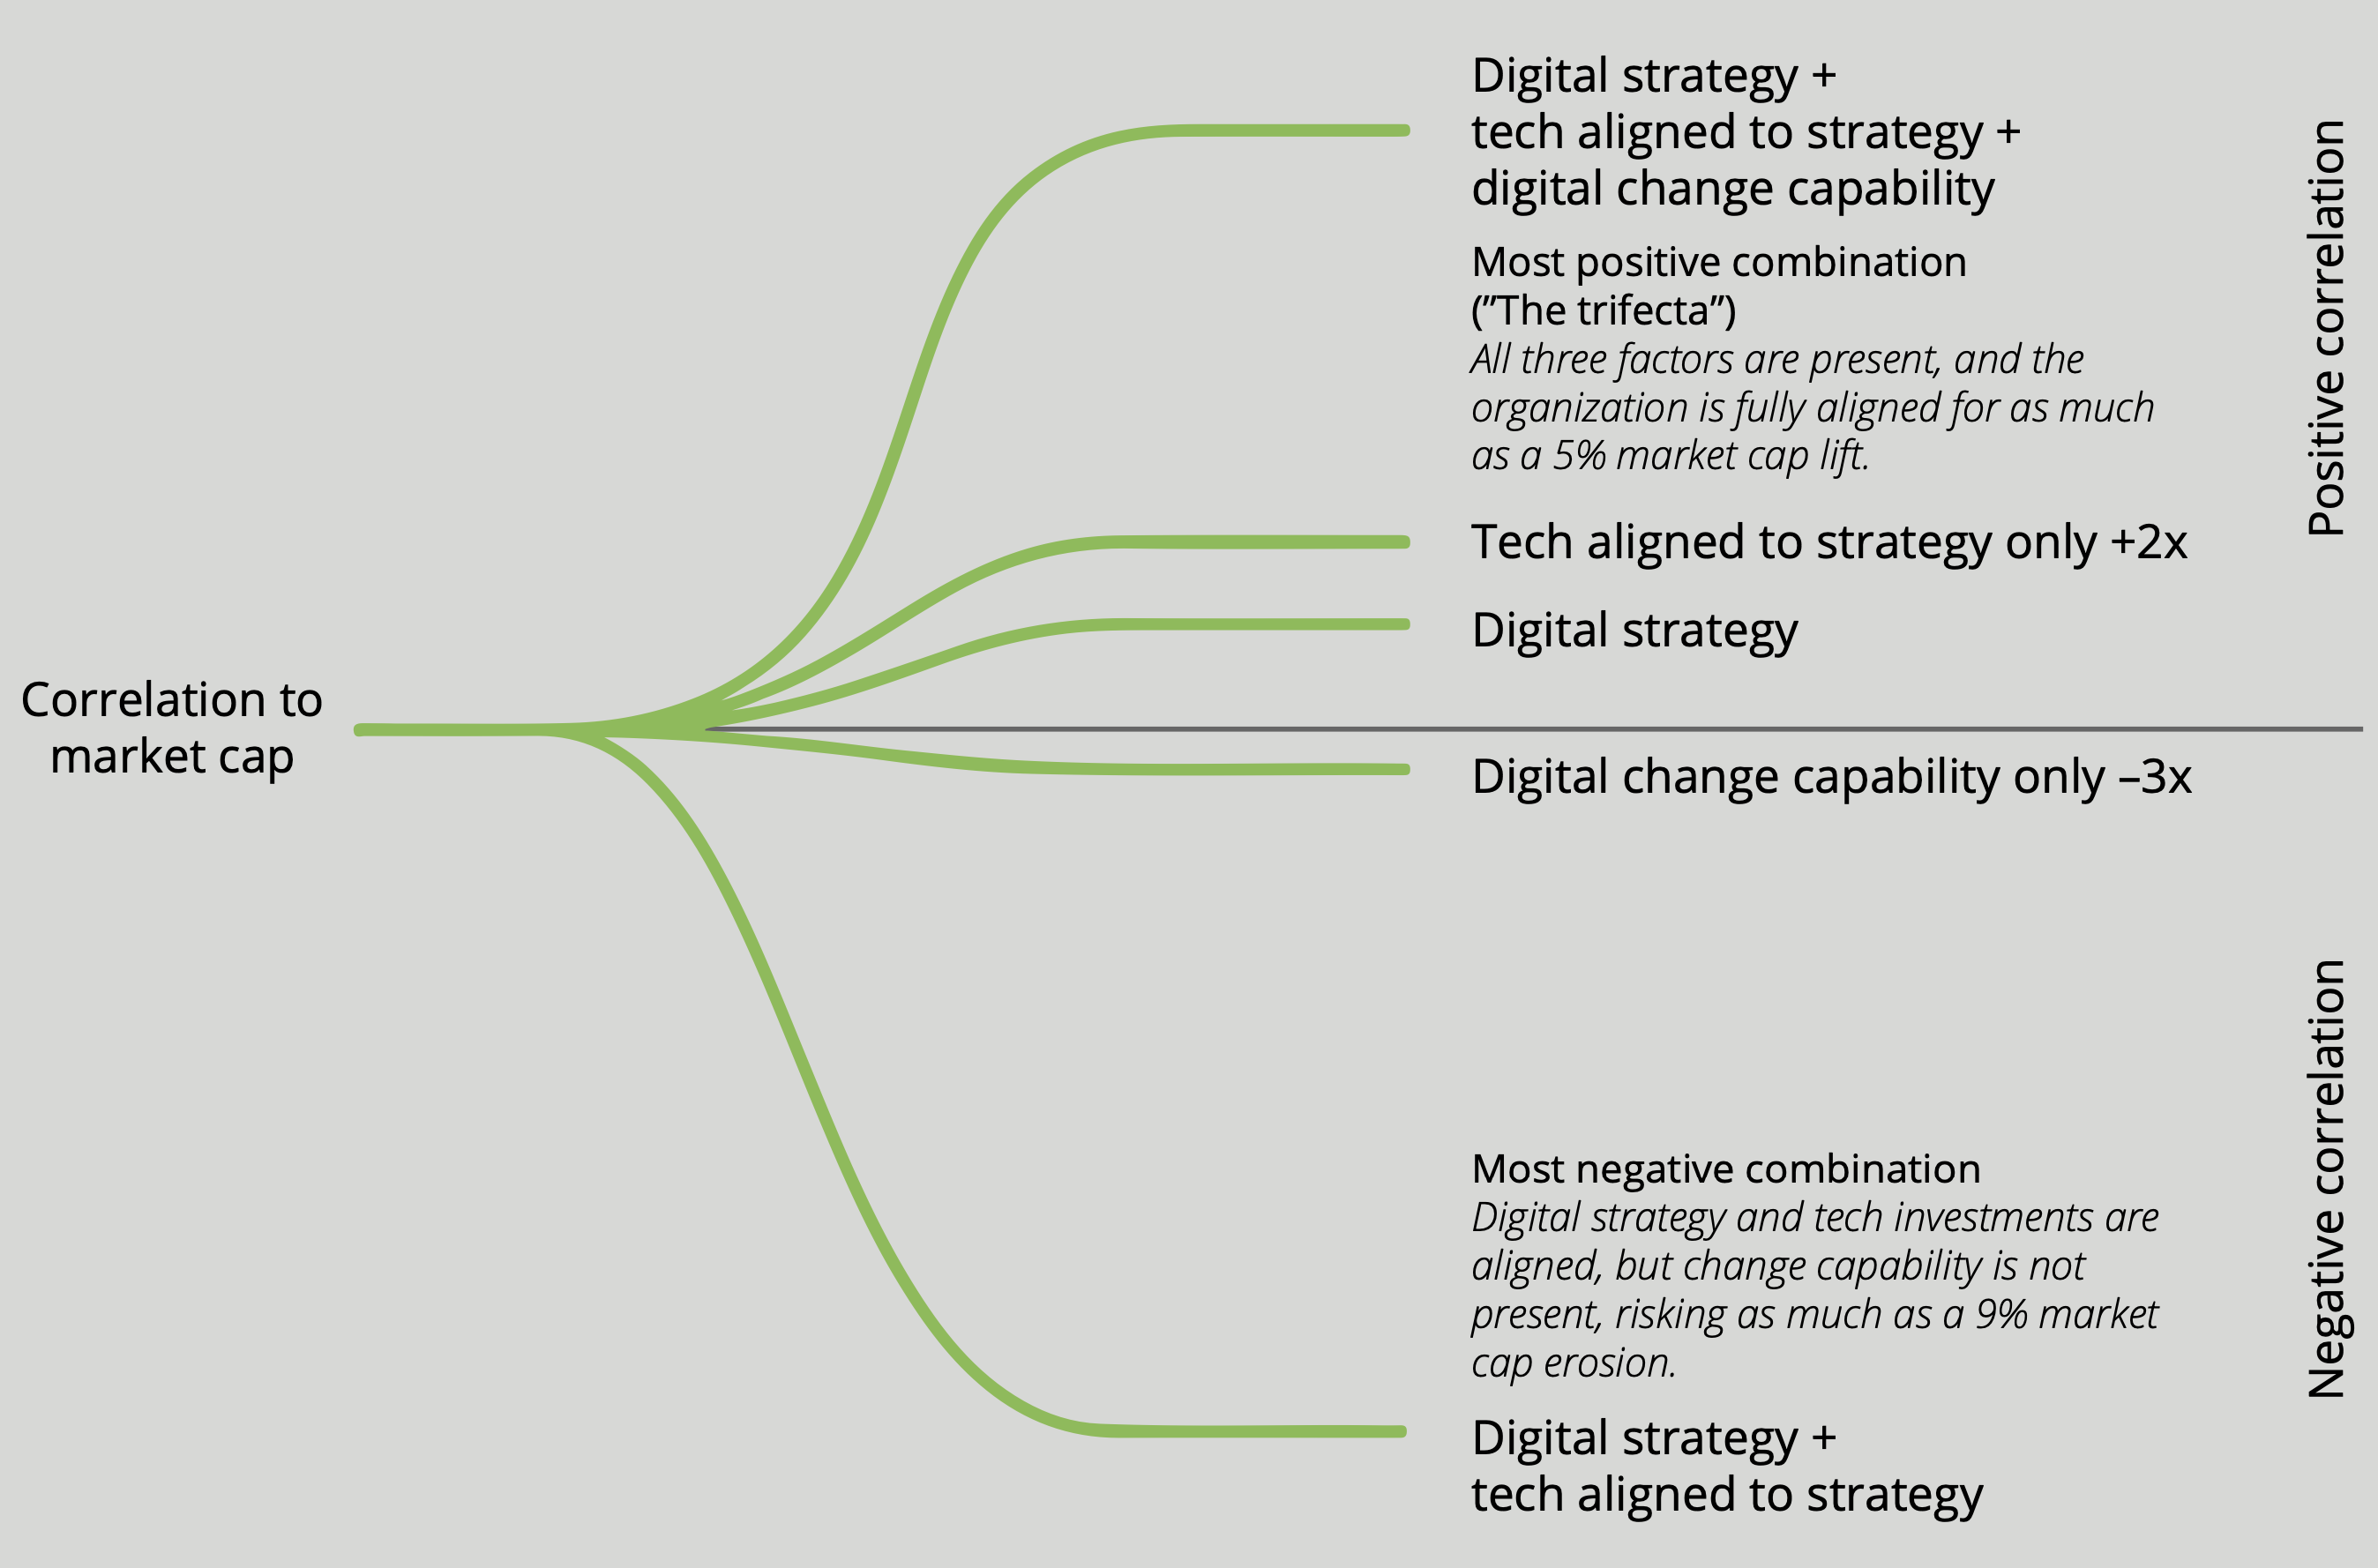 Digital strategy +
tech aligned to strategy +
digital change capability
Most positive combination
(”The trifecta”)
All three factors are present, and the
organization is fully aligned for as much
as a 5% market cap lift.
Positive correlation
Tech aligned to strategy only +2x
Digital strategy
Correlation to
market cap
Digital change capability only –3x
Most negative combination
Digital strategy and tech investments are
aligned, but change capability is not
present, risking as much as a 9% market
cap erosion.
Negative correlation
Digital strategy +
tech aligned to strategy